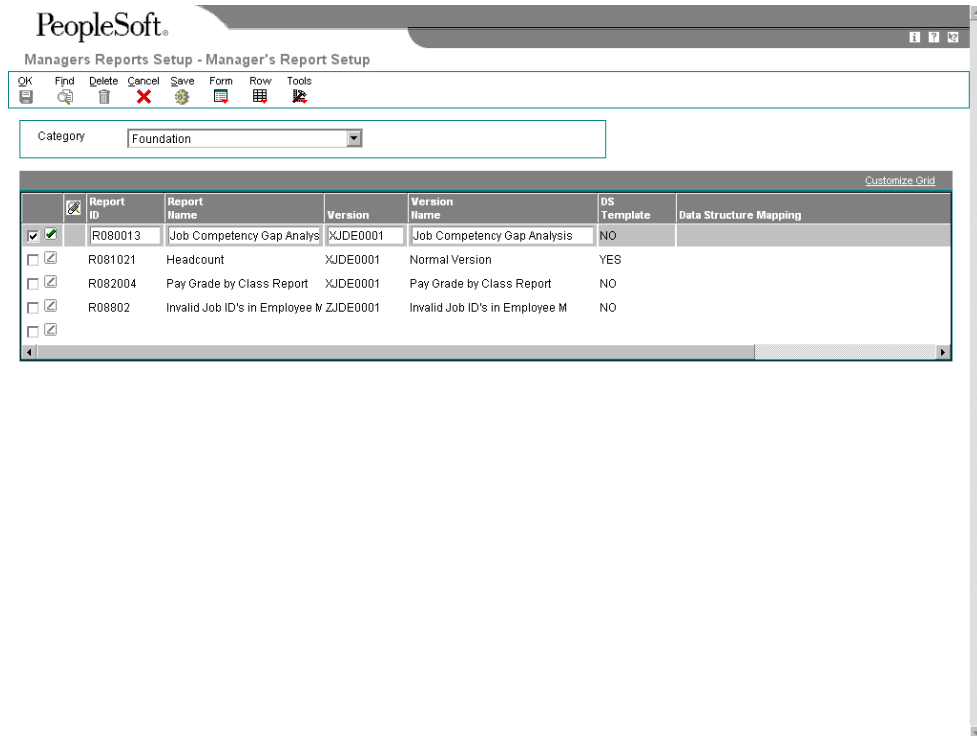 PeopleSoft®
Managers Reports Setup - Manager's Report Setup
OK Find Delete Cancel Save Form Row Tools
Category Foundation
Customize Grid
Report ID Report Name Version Version Name DS Template Data Structure Mapping
R080013 Job Competency Gap Analys XJDE0001 Job Competency Gap Analysis NO
R081021 Headcount XJDE0001 Normal Version YES
R082004 Pay Grade by Class Report XJDE0001 Pay Grade by Class Report NO
R08802 Invalid Job ID's in Employee M ZJDE0001 Invalid Job ID's in Employee M NO